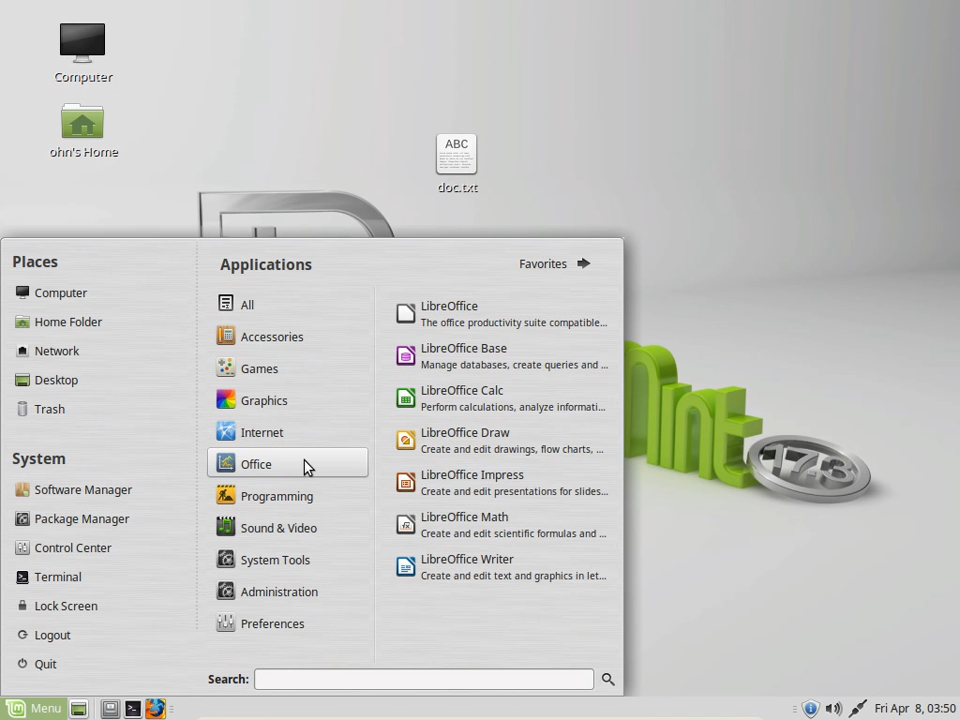 Computer
ohn's Home
ABC
doc.txt
Places
Computer
Home Folder
Network
Desktop
Trash
System
Software Manager
Package Manager
Control Center
Terminal
Lock Screen
Logout
Quit
Applications
Favorites
All
Accessories
Games
Graphics
Internet
Office
Programming
Sound & Video
System Tools
Administration
Preferences
LibreOffice
The office productivity suite compatible...
LibreOffice Base
Manage databases, create queries and ...
LibreOffice Calc
Perform calculations, analyze informati...
LibreOffice Draw
Create and edit drawings, flow charts, ...
LibreOffice Impress
Create and edit presentations for slides...
LibreOffice Math
Create and edit scientific formulas and ...
LibreOffice Writer
Create and edit text and graphics in let...
Search:
mint
17.3
Menu
Fri Apr 8, 03:50